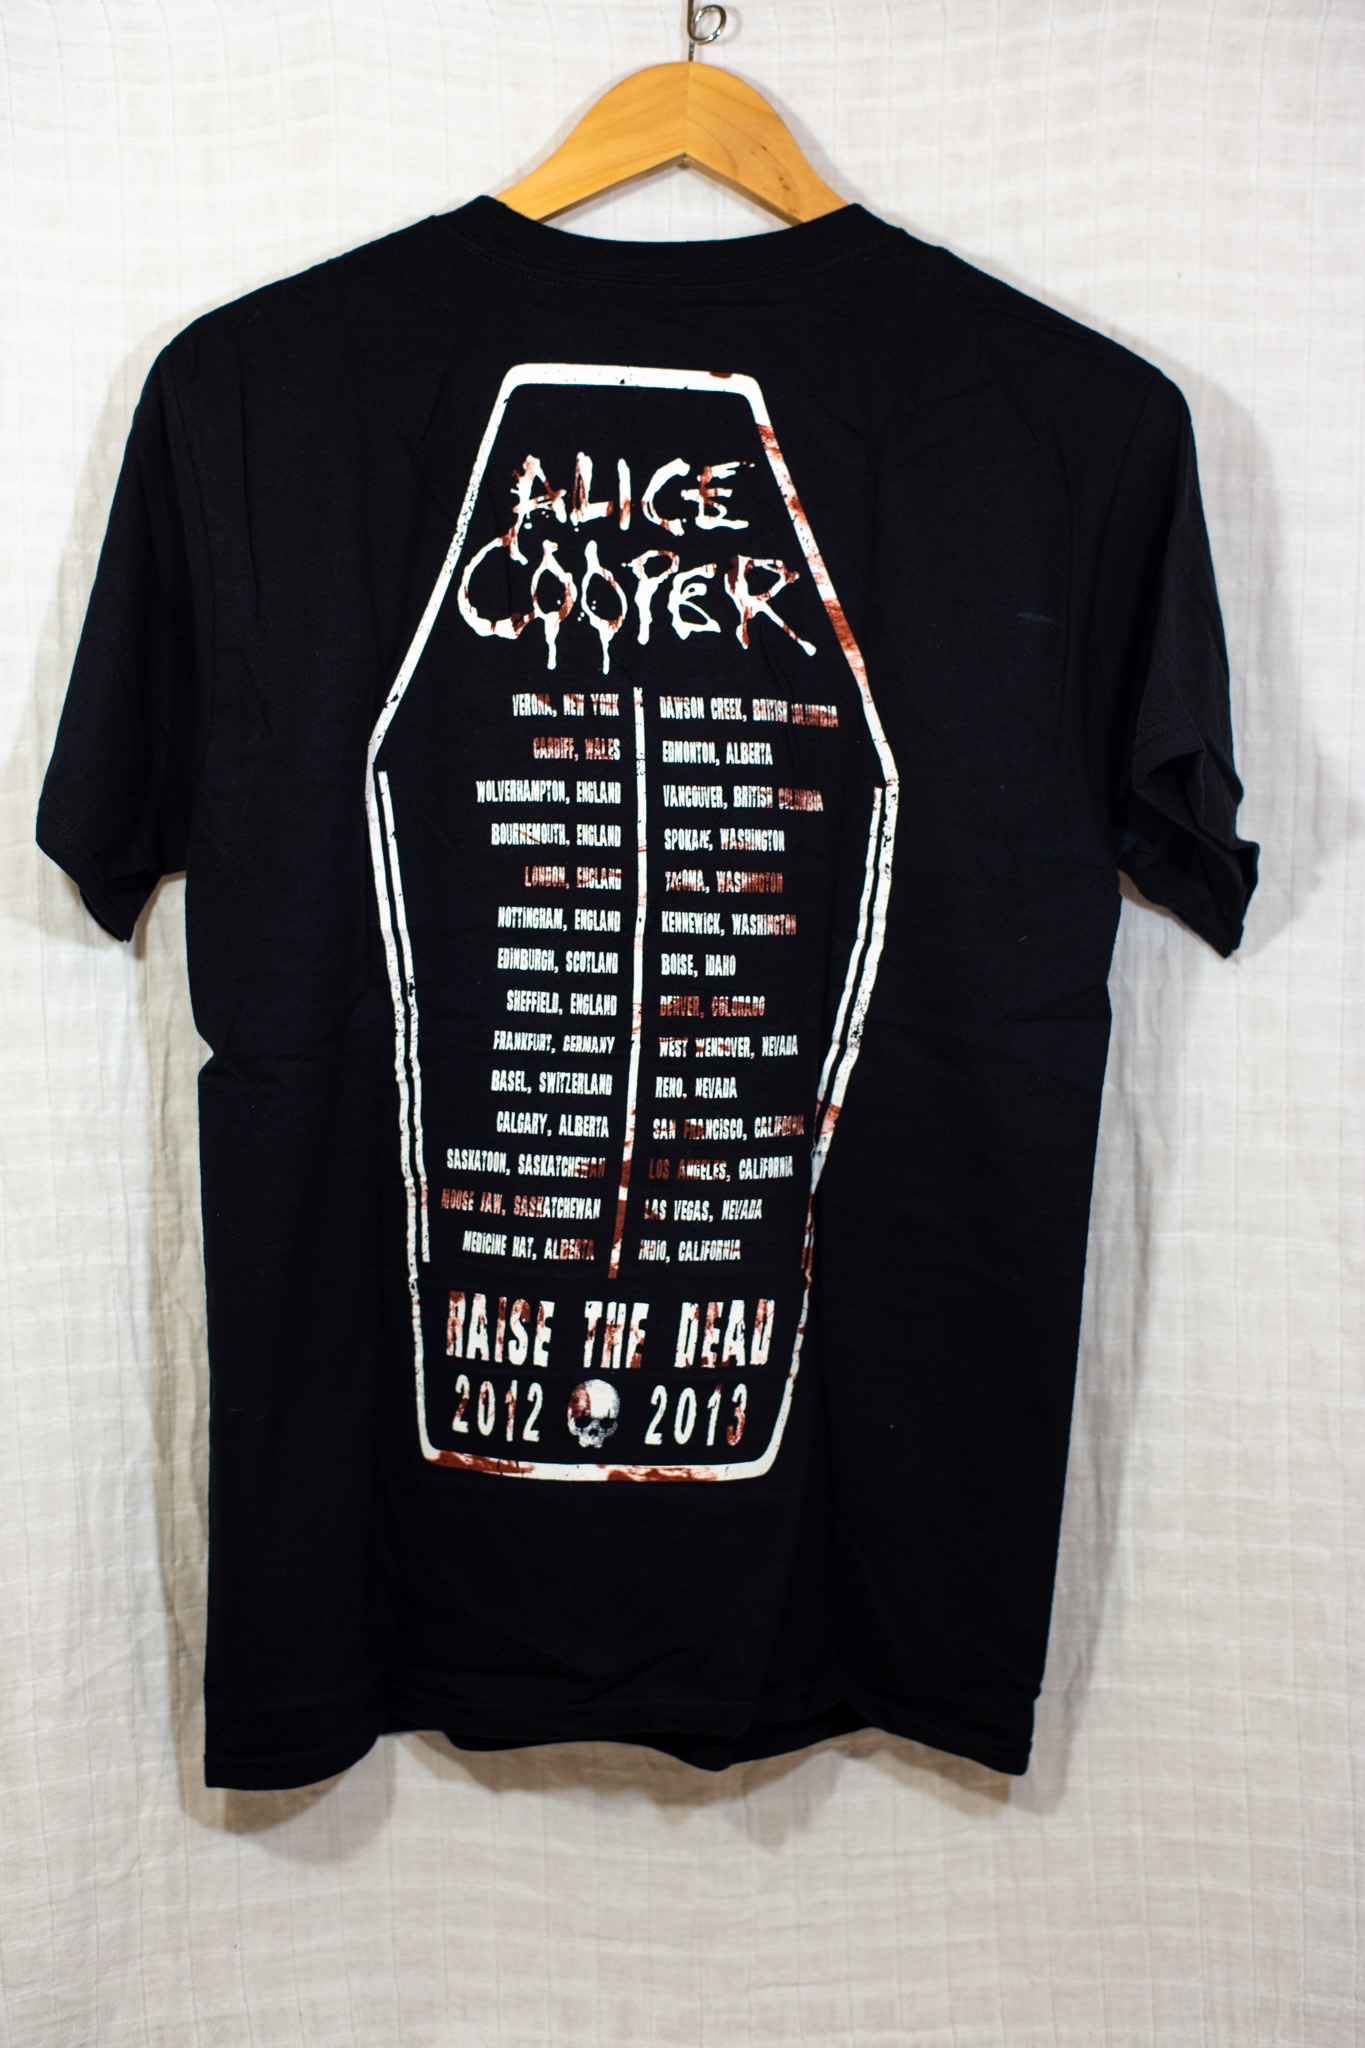 ALICE
COOPER
VERONA, NEW YORK
CARDIFF, WALES
WOLVERHAMPTON, ENGLAND
BOURNEMOUTH, ENGLAND
LONDON, ENGLAND
NOTTINGHAM, ENGLAND
EDINBURGH, SCOTLAND
SHEFFIELD, ENGLAND
FRANKFURT, GERMANY
BASEL, SWITZERLAND
CALGARY, ALBERTA
SASKATOON, SASKATCHEWAN
MOOSE JAW, SASKATCHEWAN
MEDICINE HAT, ALBERTA
DAWSON CREEK, BRITISH COLUMBIA
EDMONTON, ALBERTA
VANCOUVER, BRITISH COLUMBIA
SPOKANE, WASHINGTON
TACOMA, WASHINGTON
KENNEWICK, WASHINGTON
BOISE, IDAHO
DENVER, COLORADO
WEST WENDOVER, NEVADA
RENO, NEVADA
SAN FRANCISCO, CALIFORNIA
LOS ANGELES, CALIFORNIA
LAS VEGAS, NEVADA
INDIO, CALIFORNIA
RAISE THE DEAD
2012 2013